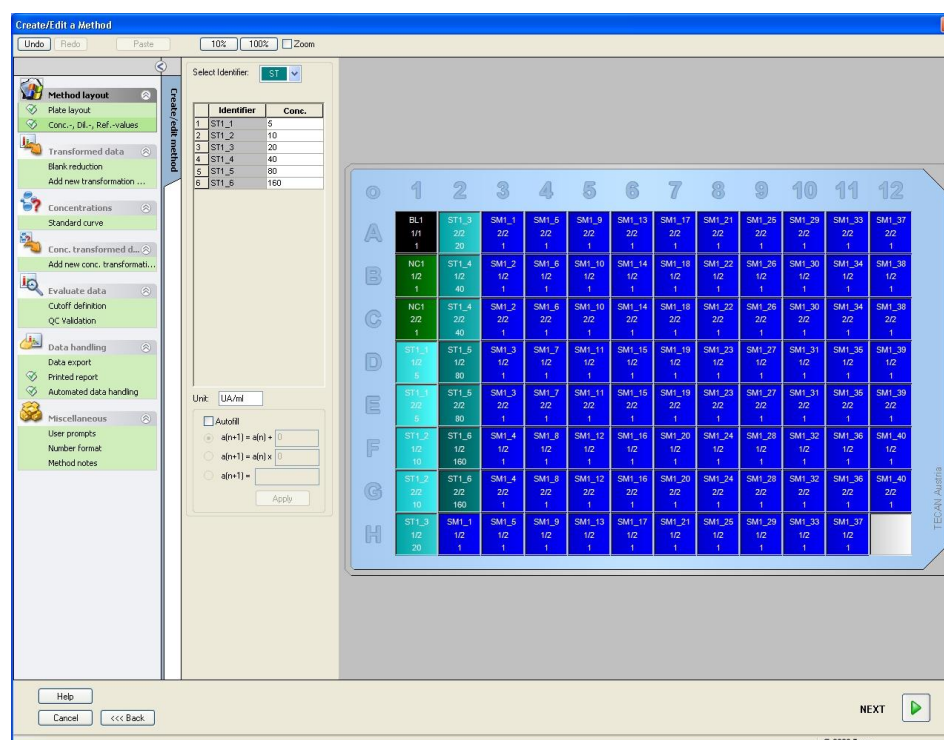 Create/Edit a Method
Undo Redo Paste 10% 100% Zoom
Method layout
Plate layout
Conc.-, Dil.-, Ref.-values
Transformed data
Blank reduction
Add new transformation ...
Concentrations
Standard curve
Conc. transformed d...
Add new conc. transformati...
Evaluate data
Cutoff definition
QC Validation
Data handling
Data export
Printed report
Automated data handling
Miscellaneous
User prompts
Number format
Method notes
Create/edit method
Select Identifier: ST
Identifier Conc.
1 ST1_1 5
2 ST1_2 10
3 ST1_3 20
4 ST1_4 40
5 ST1_5 80
6 ST1_6 160
Unit: UA/ml
Autofill
a(n+1) = a(n) + 0
a(n+1) = a(n) x 0
a(n+1) =
Apply
1 2 3 4 5 6 7 8 9 10 11 12
A
BL1 ST1_3 SM1_1 SM1_5 SM1_9 SM1_13 SM1_17 SM1_21 SM1_25 SM1_29 SM1_33 SM1_37
1/1 2/2 2/2 2/2 2/2 2/2 2/2 2/2 2/2 2/2 2/2 2/2
1 20 1 1 1 1 1 1 1 1 1 1
B
NC1 ST1_4 SM1_2 SM1_6 SM1_10 SM1_14 SM1_18 SM1_22 SM1_26 SM1_30 SM1_34 SM1_38
1/2 1/2 1/2 1/2 1/2 1/2 1/2 1/2 1/2 1/2 1/2 1/2
1 40 1 1 1 1 1 1 1 1 1 1
C
NC1 ST1_4 SM1_2 SM1_6 SM1_10 SM1_14 SM1_18 SM1_22 SM1_26 SM1_30 SM1_34 SM1_38
2/2 2/2 2/2 2/2 2/2 2/2 2/2 2/2 2/2 2/2 2/2 2/2
1 40 1 1 1 1 1 1 1 1 1 1
D
ST1_1 ST1_5 SM1_3 SM1_7 SM1_11 SM1_15 SM1_19 SM1_23 SM1_27 SM1_31 SM1_35 SM1_39
1/2 1/2 1/2 1/2 1/2 1/2 1/2 1/2 1/2 1/2 1/2 1/2
5 80 1 1 1 1 1 1 1 1 1 1
E
ST1_1 ST1_5 SM1_3 SM1_7 SM1_11 SM1_15 SM1_19 SM1_23 SM1_27 SM1_31 SM1_35 SM1_39
2/2 2/2 2/2 2/2 2/2 2/2 2/2 2/2 2/2 2/2 2/2 2/2
5 80 1 1 1 1 1 1 1 1 1 1
F
ST1_2 ST1_6 SM1_4 SM1_8 SM1_12 SM1_16 SM1_20 SM1_24 SM1_28 SM1_32 SM1_36 SM1_40
1/2 1/2 1/2 1/2 1/2 1/2 1/2 1/2 1/2 1/2 1/2 1/2
10 160 1 1 1 1 1 1 1 1 1 1
G
ST1_2 ST1_6 SM1_4 SM1_8 SM1_12 SM1_16 SM1_20 SM1_24 SM1_28 SM1_32 SM1_36 SM1_40
2/2 2/2 2/2 2/2 2/2 2/2 2/2 2/2 2/2 2/2 2/2 2/2
10 160 1 1 1 1 1 1 1 1 1 1
H
ST1_3 SM1_1 SM1_5 SM1_9 SM1_13 SM1_17 SM1_21 SM1_25 SM1_29 SM1_33 SM1_37
1/2 1/2 1/2 1/2 1/2 1/2 1/2 1/2 1/2 1/2 1/2
20 1 1 1 1 1 1 1 1 1 1
TECAN Austria
Help
Cancel <<< Back
NEXT